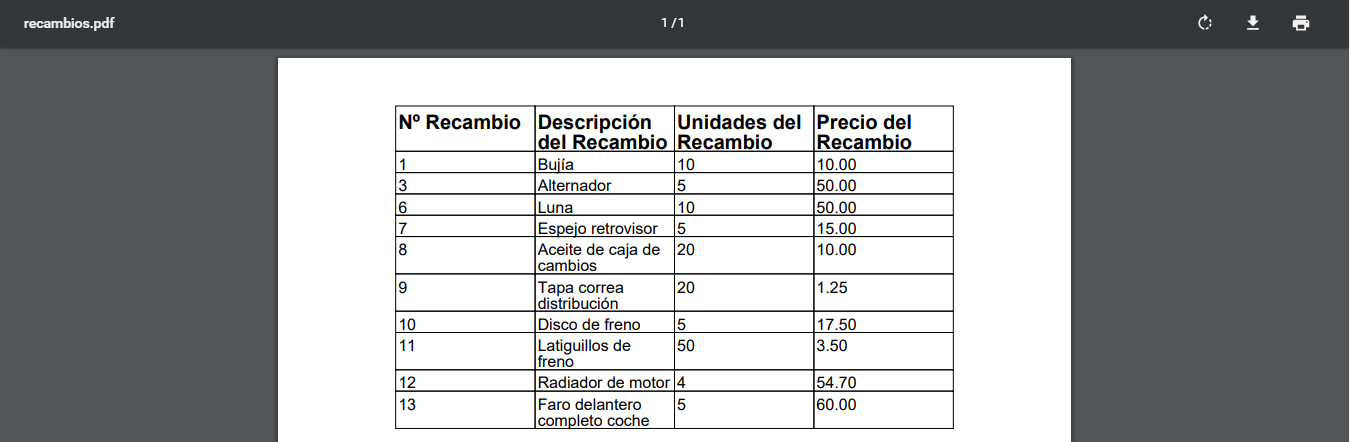 recambios.pdf
1 / 1
Nº Recambio Descripción del Recambio Unidades del Recambio Precio del Recambio
1 Bujía 10 10.00
3 Alternador 5 50.00
6 Luna 10 50.00
7 Espejo retrovisor 5 15.00
8 Aceite de caja de cambios 20 10.00
9 Tapa correa distribución 20 1.25
10 Disco de freno 5 17.50
11 Latiguillos de freno 50 3.50
12 Radiador de motor 4 54.70
13 Faro delantero completo coche 5 60.00